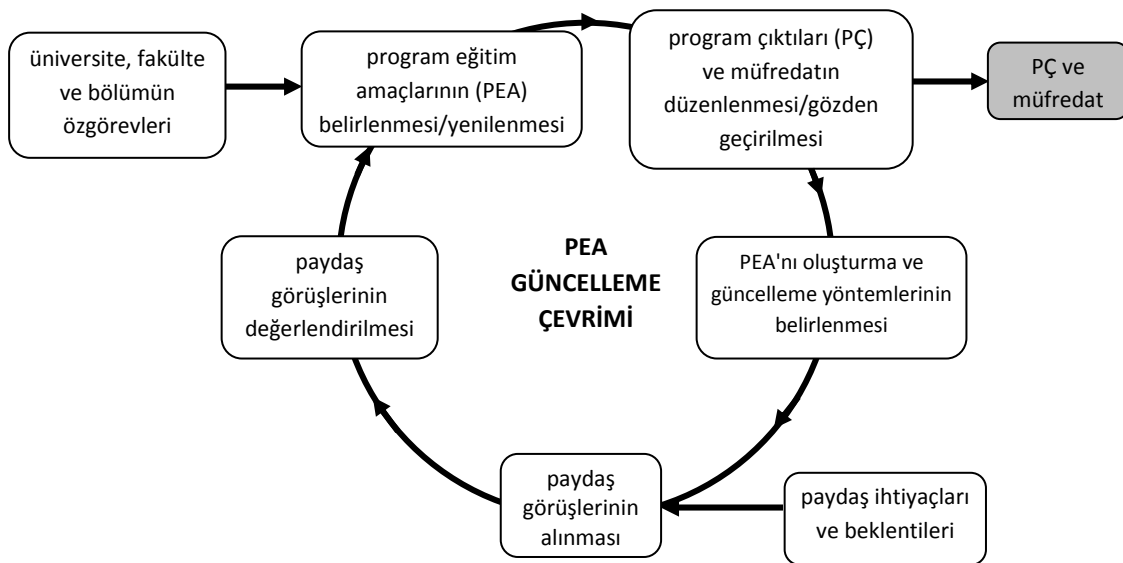 üniversite, fakülte
ve bölümün
özgörevleri
program eğitim
amaçlarının (PEA)
belirlenmesi/yenilenmesi
program çıktıları (PÇ)
ve müfredatın
düzenlenmesi/gözden
geçirilmesi
PÇ ve
müfredat
paydaş
görüşlerinin
değerlendirilmesi
PEA
GÜNCELLEME
ÇEVRİMİ
PEA'nı oluşturma ve
güncelleme yöntemlerinin
belirlenmesi
paydaş
görüşlerinin
alınması
paydaş ihtiyaçları
ve beklentileri